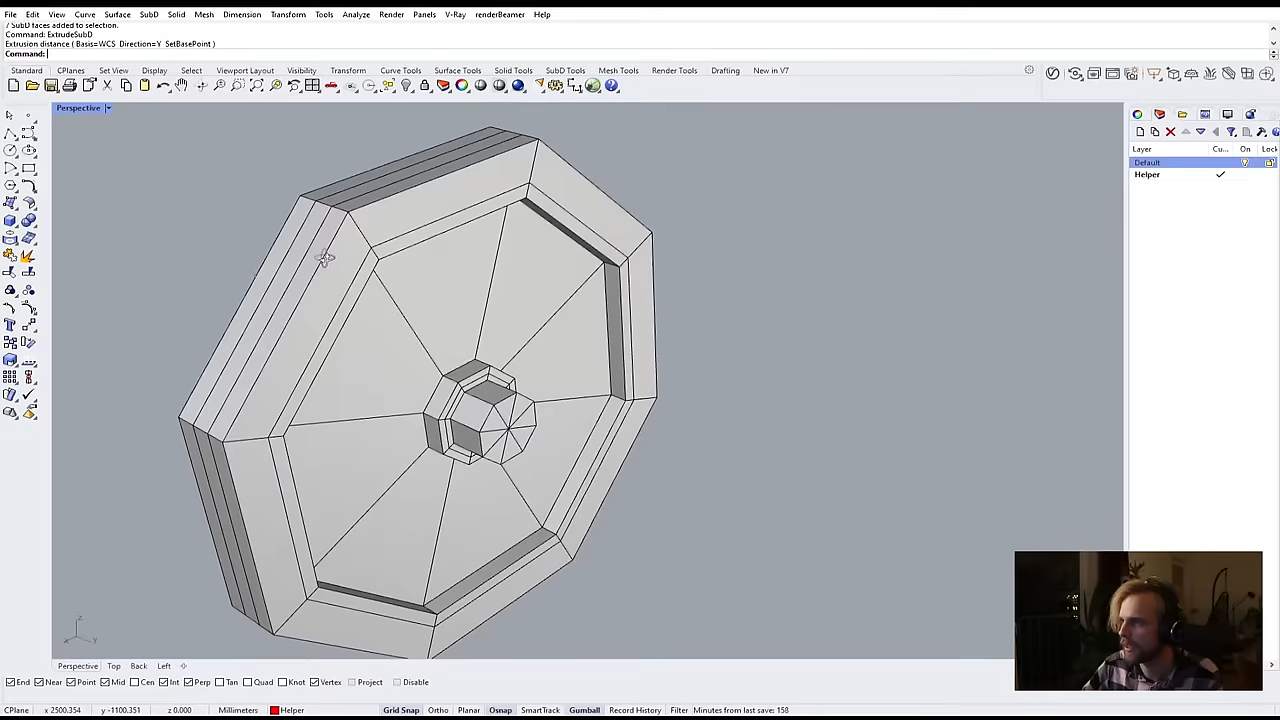 File Edit View Curve Surface SubD Solid Mesh Dimension Transform Tools Analyze Render Panels V-Ray renderBeamer Help
7 SubD faces added to selection.
Command: ExtrudeSubD
Extrusion distance ( Basis=WCS Direction=Y SetBasePoint )
Command:
Standard CPlanes Set View Display Select Viewport Layout Visibility Transform Curve Tools Surface Tools Solid Tools SubD Tools Mesh Tools Render Tools Drafting New in V7
Perspective
Layer Cu... On Lock
Default
Helper
z
x y
Perspective Top Back Left
End Near Point Mid Cen Int Perp Tan Quad Knot Vertex Project Disable
CPlane x 2500.354 y -1100.351 z 0.000 Millimeters Helper Grid Snap Ortho Planar Osnap SmartTrack Gumball Record History Filter Minutes from last save: 158